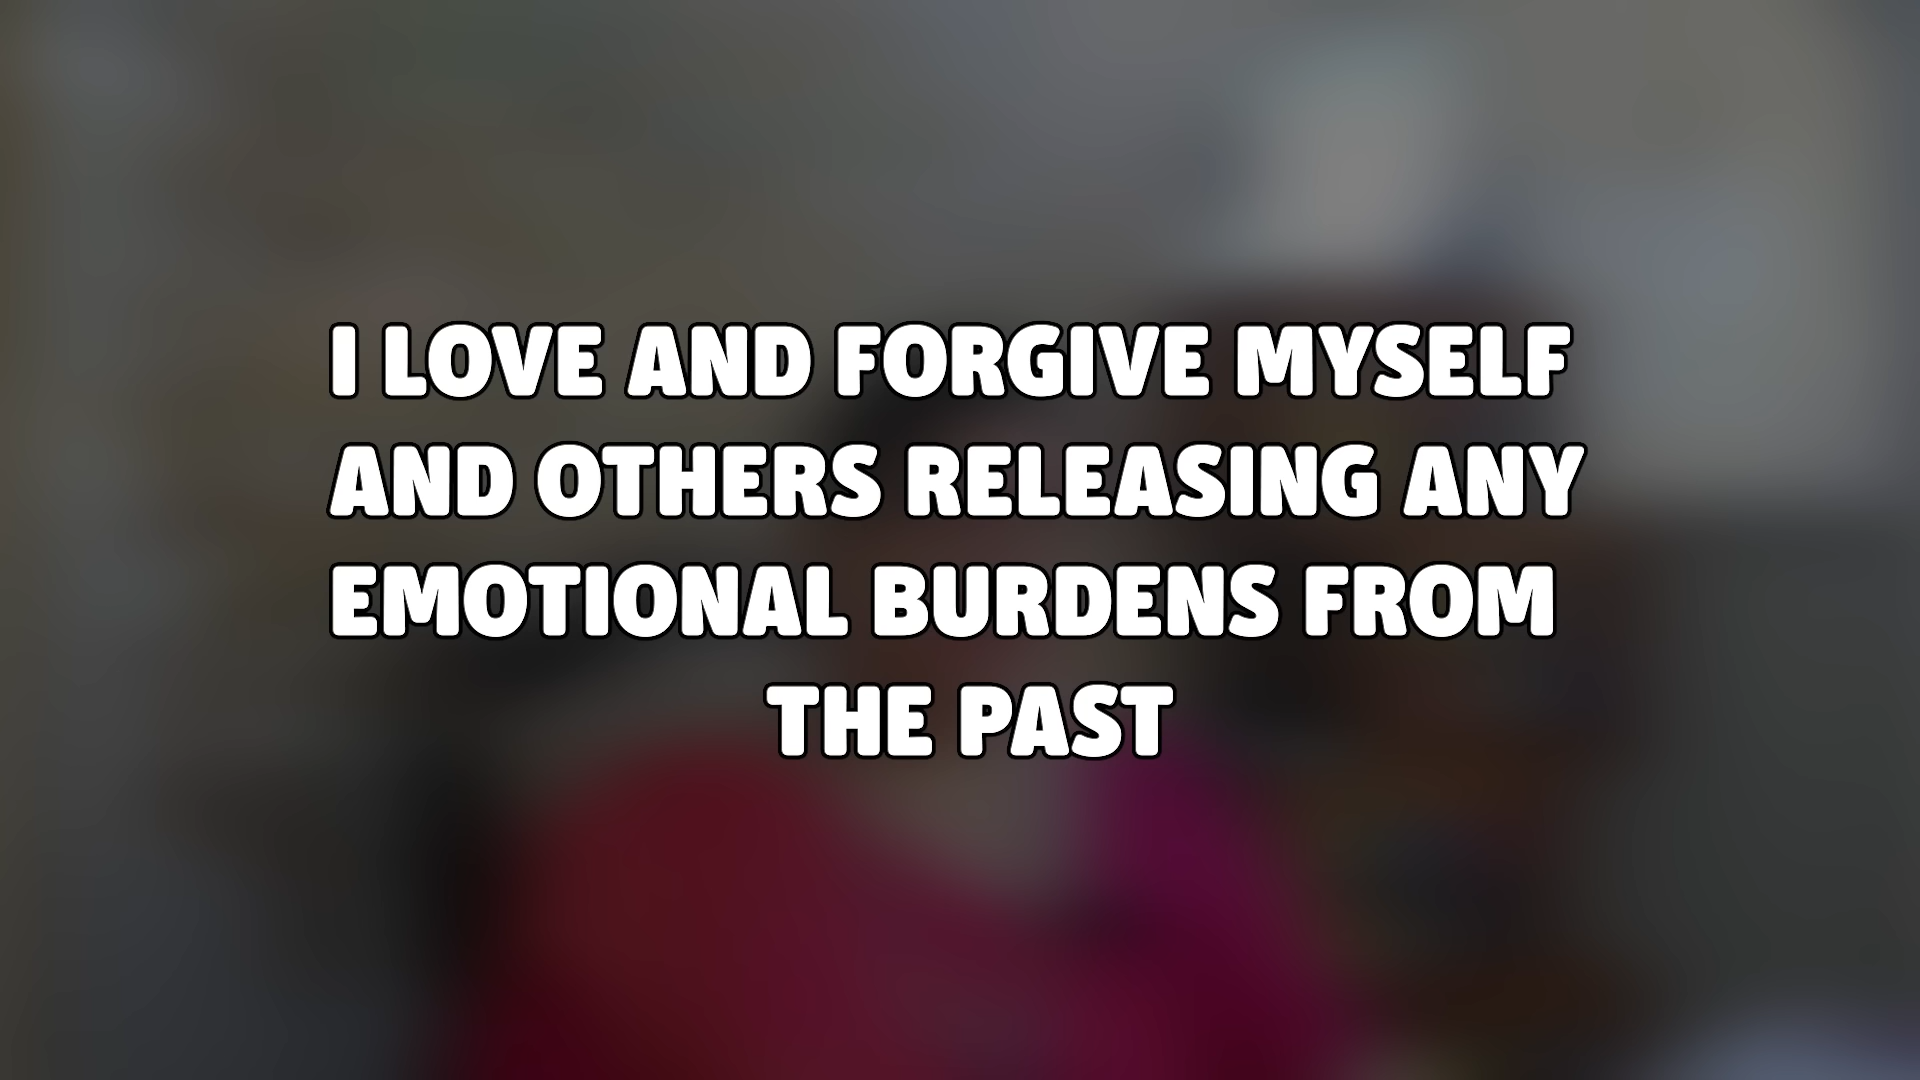 I LOVE AND FORGIVE MYSELF
AND OTHERS RELEASING ANY
EMOTIONAL BURDENS FROM
THE PAST